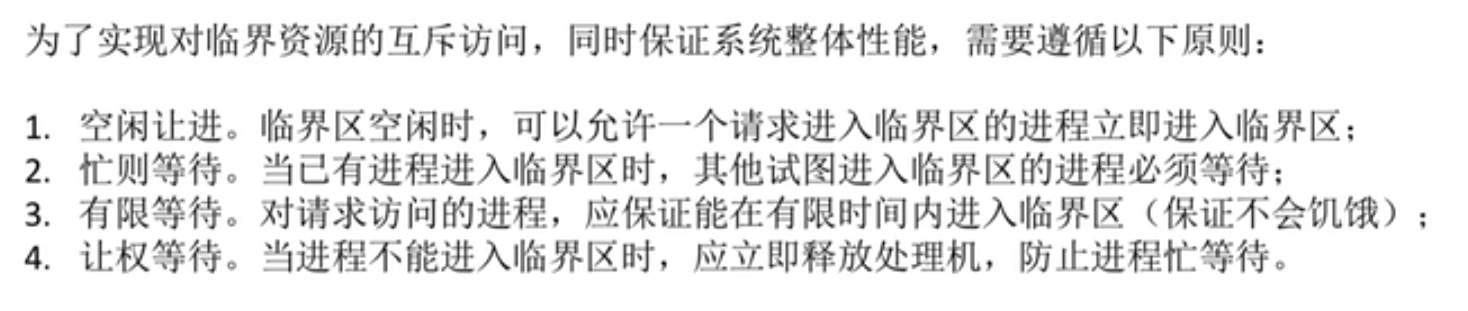 为了实现对临界资源的互斥访问，同时保证系统整体性能，需要遵循以下原则：
1. 空闲让进。临界区空闲时，可以允许一个请求进入临界区的进程立即进入临界区；
2. 忙则等待。当已有进程进入临界区时，其他试图进入临界区的进程必须等待；
3. 有限等待。对请求访问的进程，应保证能在有限时间内进入临界区（保证不会饥饿）；
4. 让权等待。当进程不能进入临界区时，应立即释放处理机，防止进程忙等待。